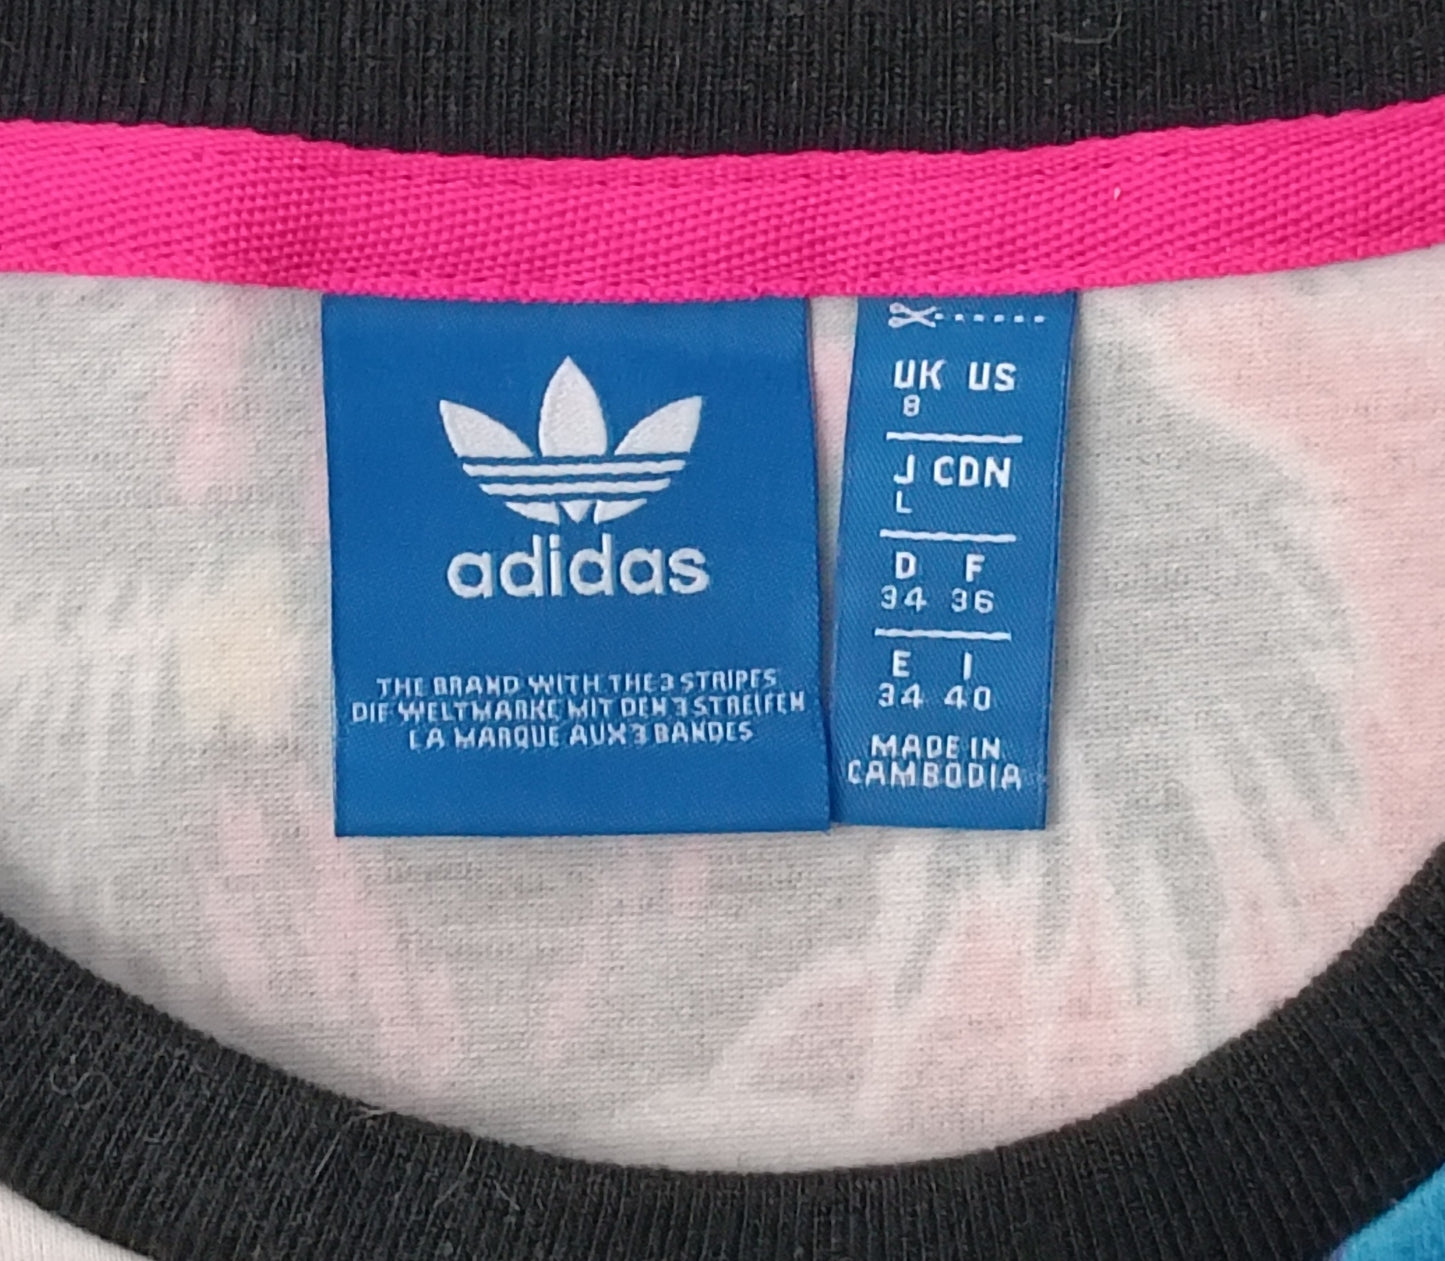 adidas
THE BRAND WITH THE 3 STRIPES
DIE WELTMARKE MIT DEN 3 STREIFEN
LA MARQUE AUX 3 BANDES
UK US
8
J CDN
L
D F
34 36
E I
34 40
MADE IN
CAMBODIA